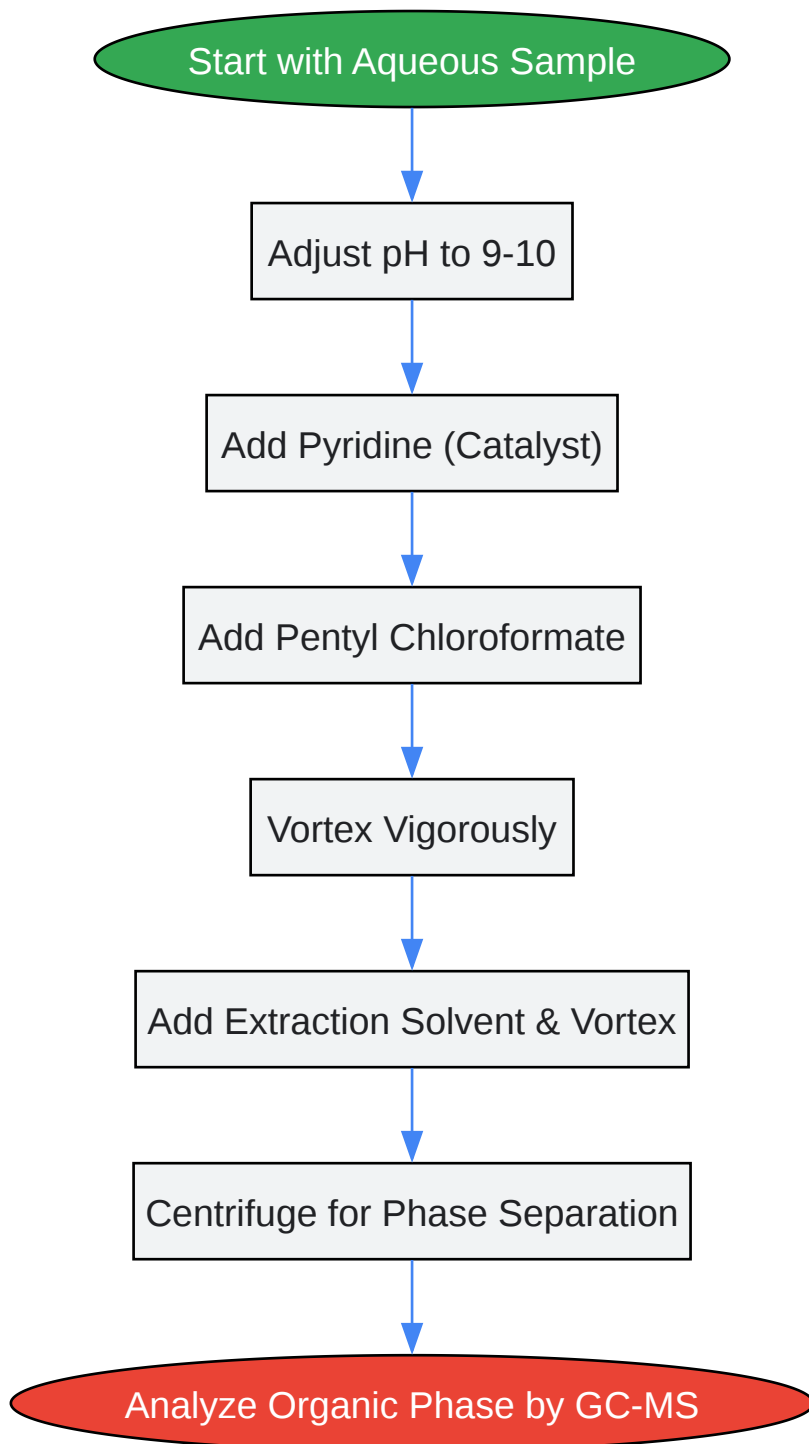 Start with Aqueous Sample
Adjust pH to 9-10
Add Pyridine (Catalyst)
Add Pentyl Chloroformate
Vortex Vigorously
Add Extraction Solvent & Vortex
Centrifuge for Phase Separation
Analyze Organic Phase by GC-MS